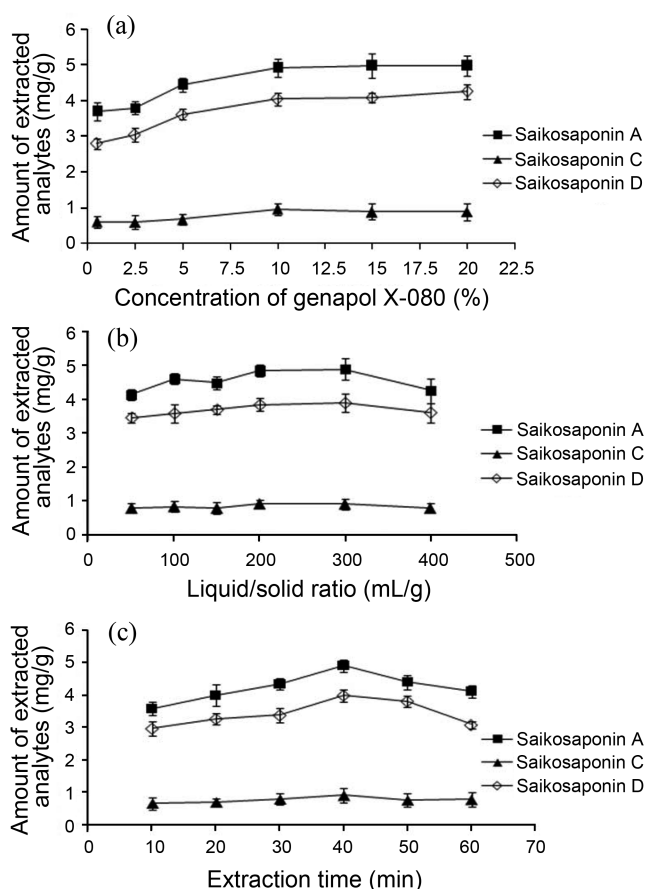 (a)
Amount of extracted
analytes (mg/g)
6
5
4
3
2
1
0
0 2.5 5 7.5 10 12.5 15 17.5 20 22.5
Concentration of genapol X-080 (%)
Saikosaponin A
Saikosaponin C
Saikosaponin D
(b)
Amount of extracted
analytes (mg/g)
6
5
4
3
2
1
0
0 100 200 300 400 500
Liquid/solid ratio (mL/g)
Saikosaponin A
Saikosaponin C
Saikosaponin D
(c)
Amount of extracted
analytes (mg/g)
6
5
4
3
2
1
0
0 10 20 30 40 50 60 70
Extraction time (min)
Saikosaponin A
Saikosaponin C
Saikosaponin D